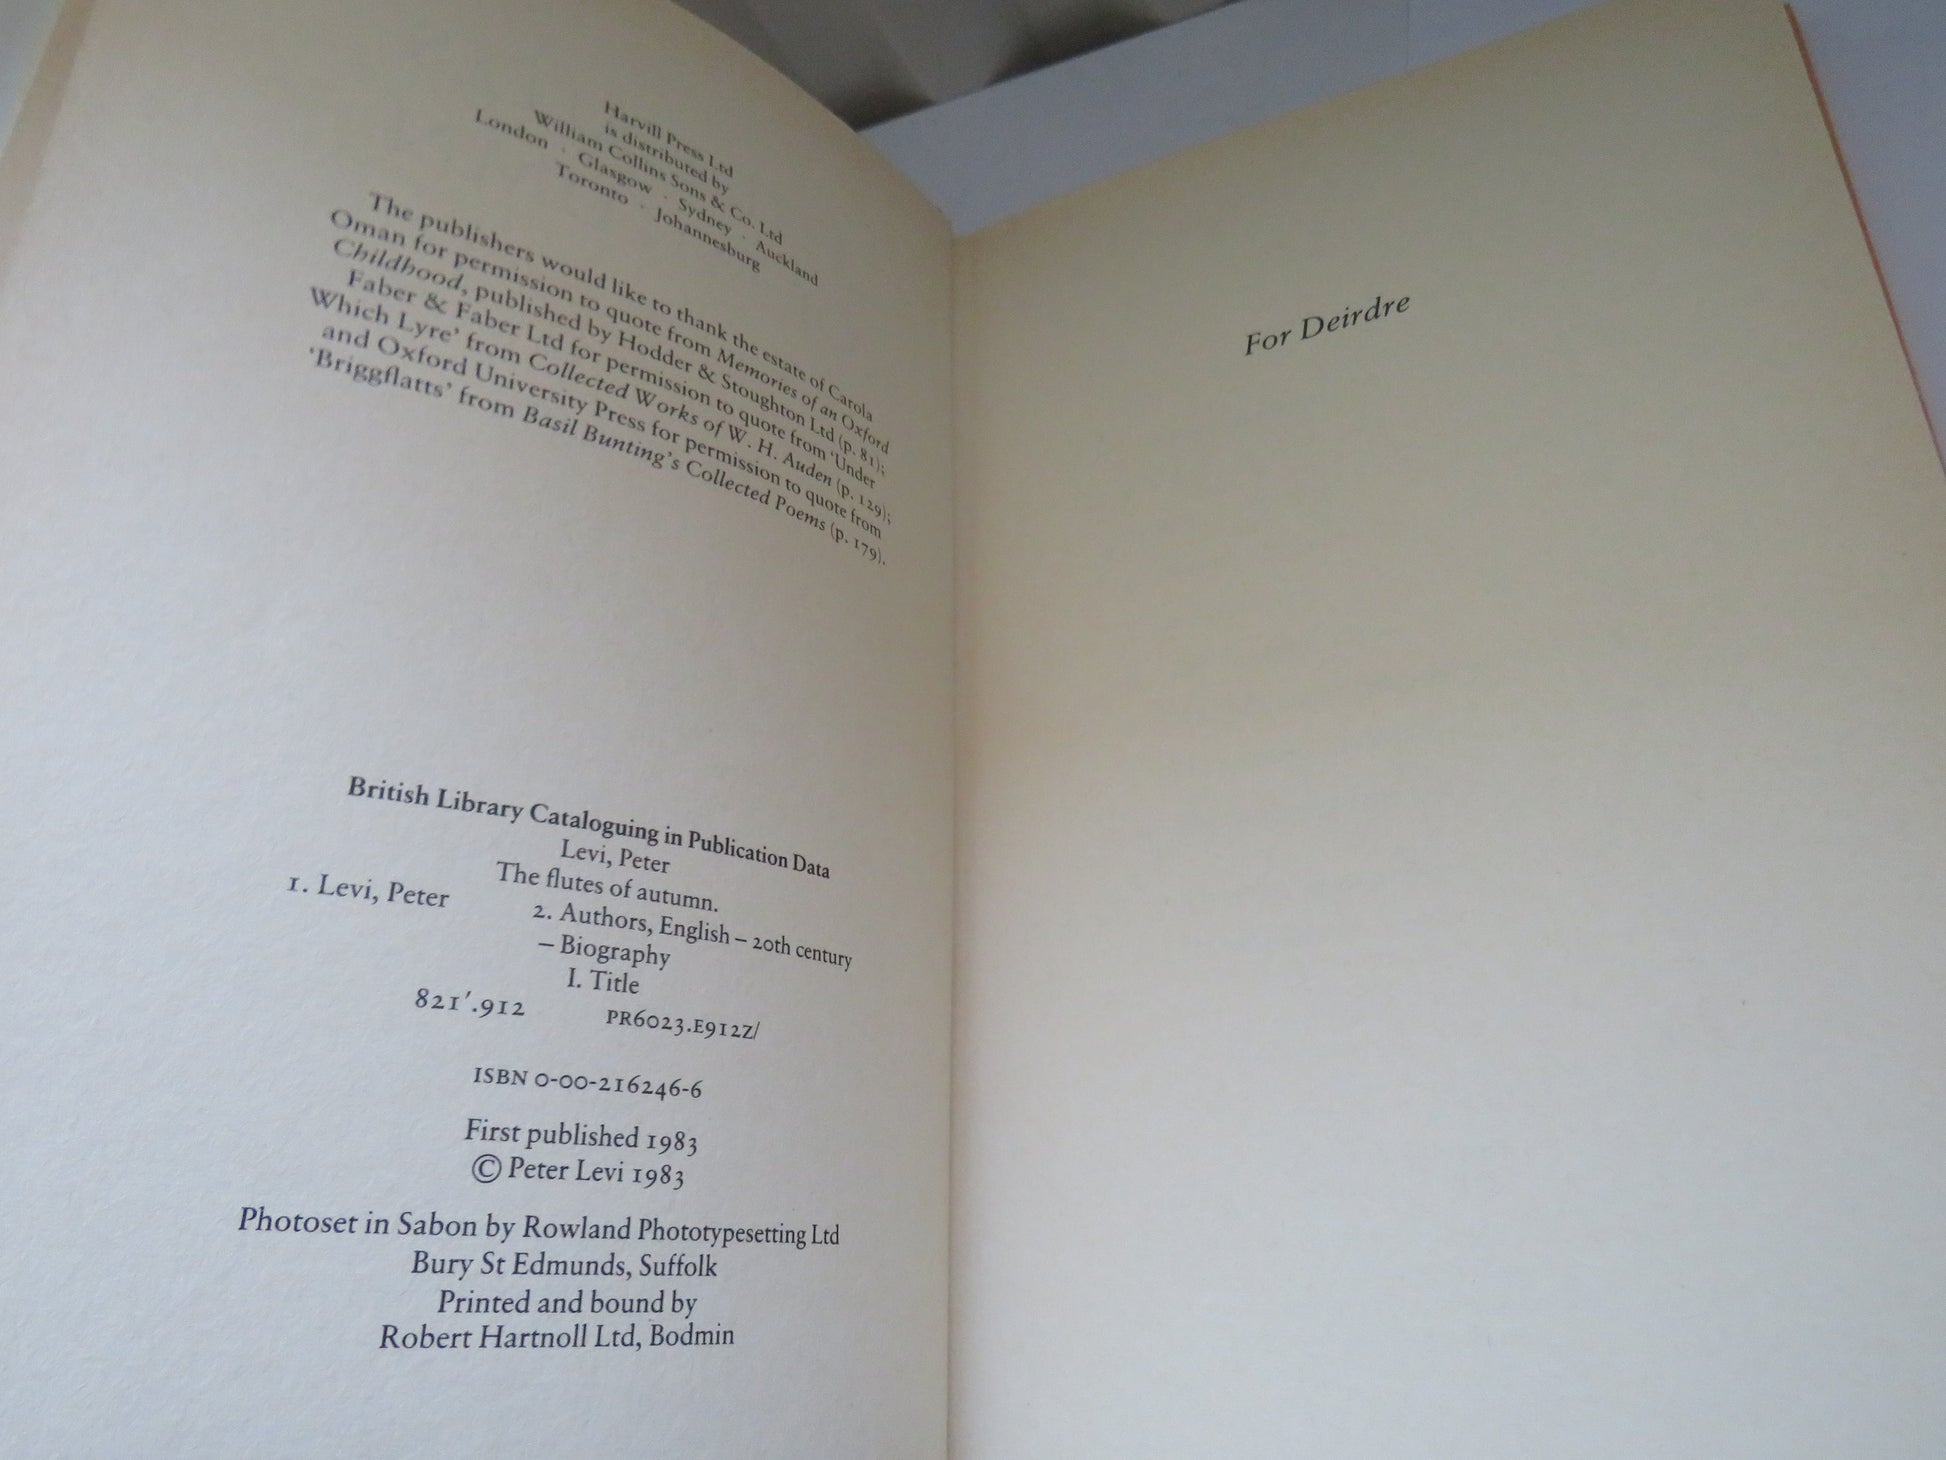 Harvill Press Ltd
is distributed by
William Collins Sons & Co. Ltd
London · Glasgow · Sydney · Auckland
Toronto · Johannesburg
The publishers would like to thank the estate of Carola
Oman for permission to quote from Memories of an Oxford
Childhood, published by Hodder & Stoughton Ltd (p. 81);
Faber & Faber Ltd for permission to quote from 'Under
Which Lyre' from Collected Works of W. H. Auden (p. 129);
and Oxford University Press for permission to quote from
'Briggflatts' from Basil Bunting's Collected Poems (p. 179).
British Library Cataloguing in Publication Data
Levi, Peter
The flutes of autumn.
1. Levi, Peter 2. Authors, English – 20th century
– Biography
I. Title
821'.912 PR6023.E912Z/
ISBN 0-00-216246-6
First published 1983
© Peter Levi 1983
Photoset in Sabon by Rowland Phototypesetting Ltd
Bury St Edmunds, Suffolk
Printed and bound by
Robert Hartnoll Ltd, Bodmin
For Deirdre